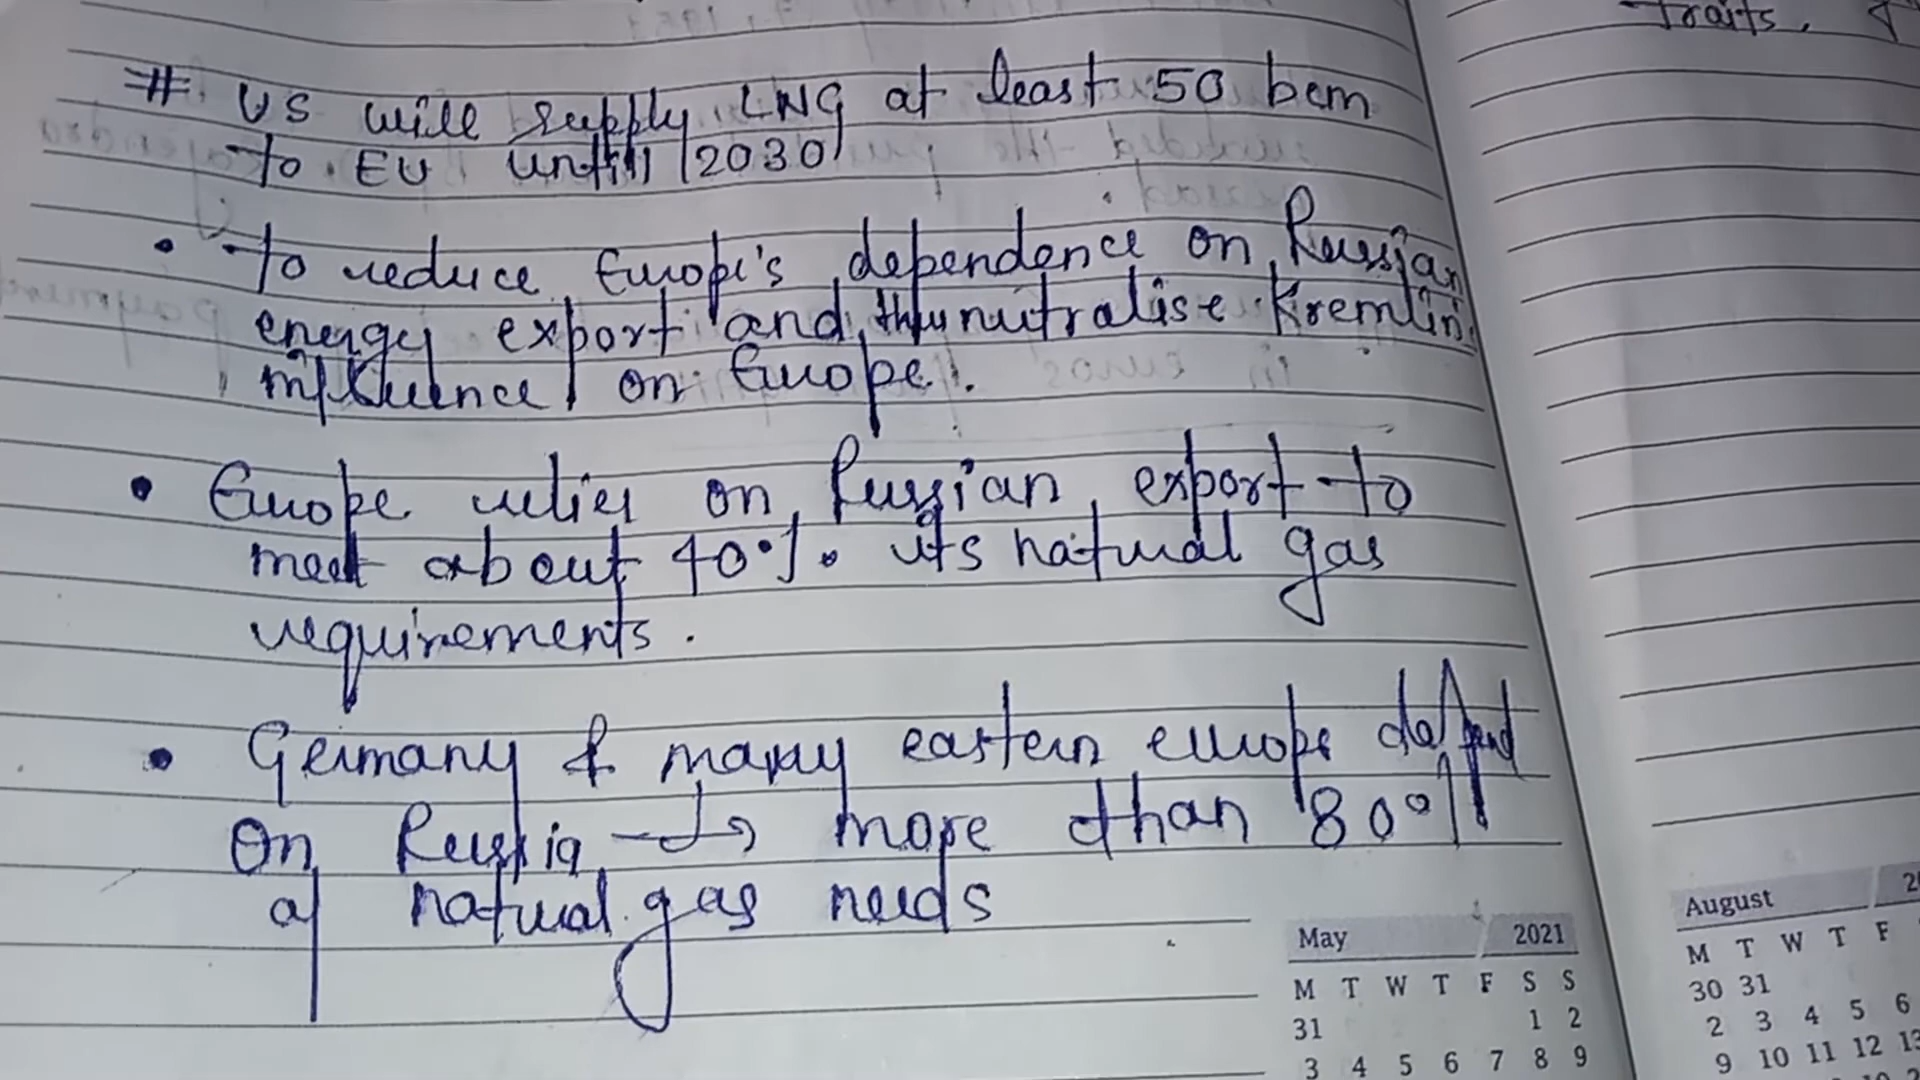 Traits,
# US will supply LNG at least 50 bcm
to EU untill 2030
• To reduce Europe's dependence on Russian
energy export and thus nutralise Kremlin
influence on Europe.
• Europe relies on Russian export to
meet about 40% its natural gas
requirements.
• Germany & many eastern europe depend
On Russia → more than 80%
of natural gas needs
May 2021
M T W T F S S
31 1 2
3 4 5 6 7 8 9
August
M T W T F
30 31
2 3 4 5 6
9 10 11 12 13